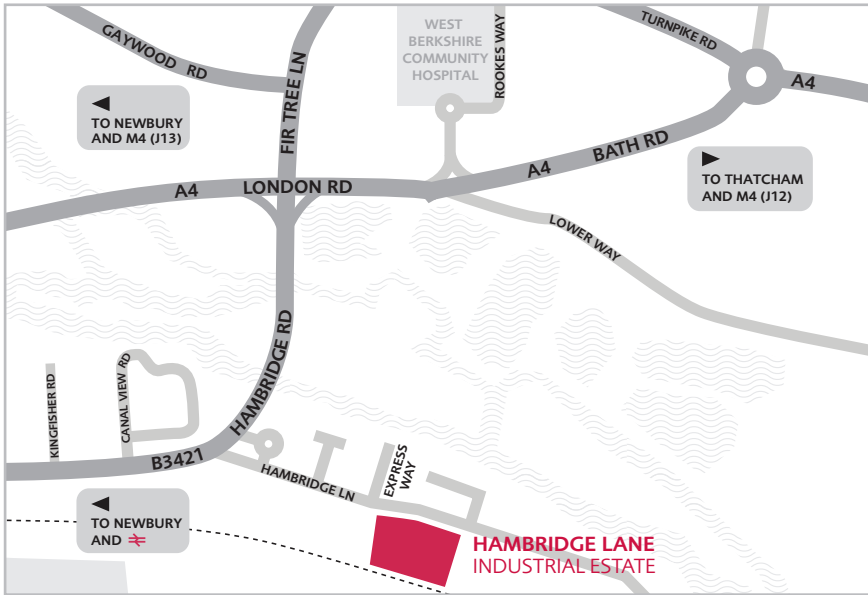 GAYWOOD RD
FIR TREE LN
WEST
BERKSHIRE
COMMUNITY
HOSPITAL
ROOKES WAY
TURNPIKE RD
A4
TO NEWBURY
AND M4 (J13)
A4 LONDON RD
A4 BATH RD
TO THATCHAM
AND M4 (J12)
LOWER WAY
HAMBRIDGE RD
KINGFISHER RD
CANAL VIEW RD
B3421
HAMBRIDGE LN
EXPRESS
WAY
TO NEWBURY
AND
HAMBRIDGE LANE
INDUSTRIAL ESTATE